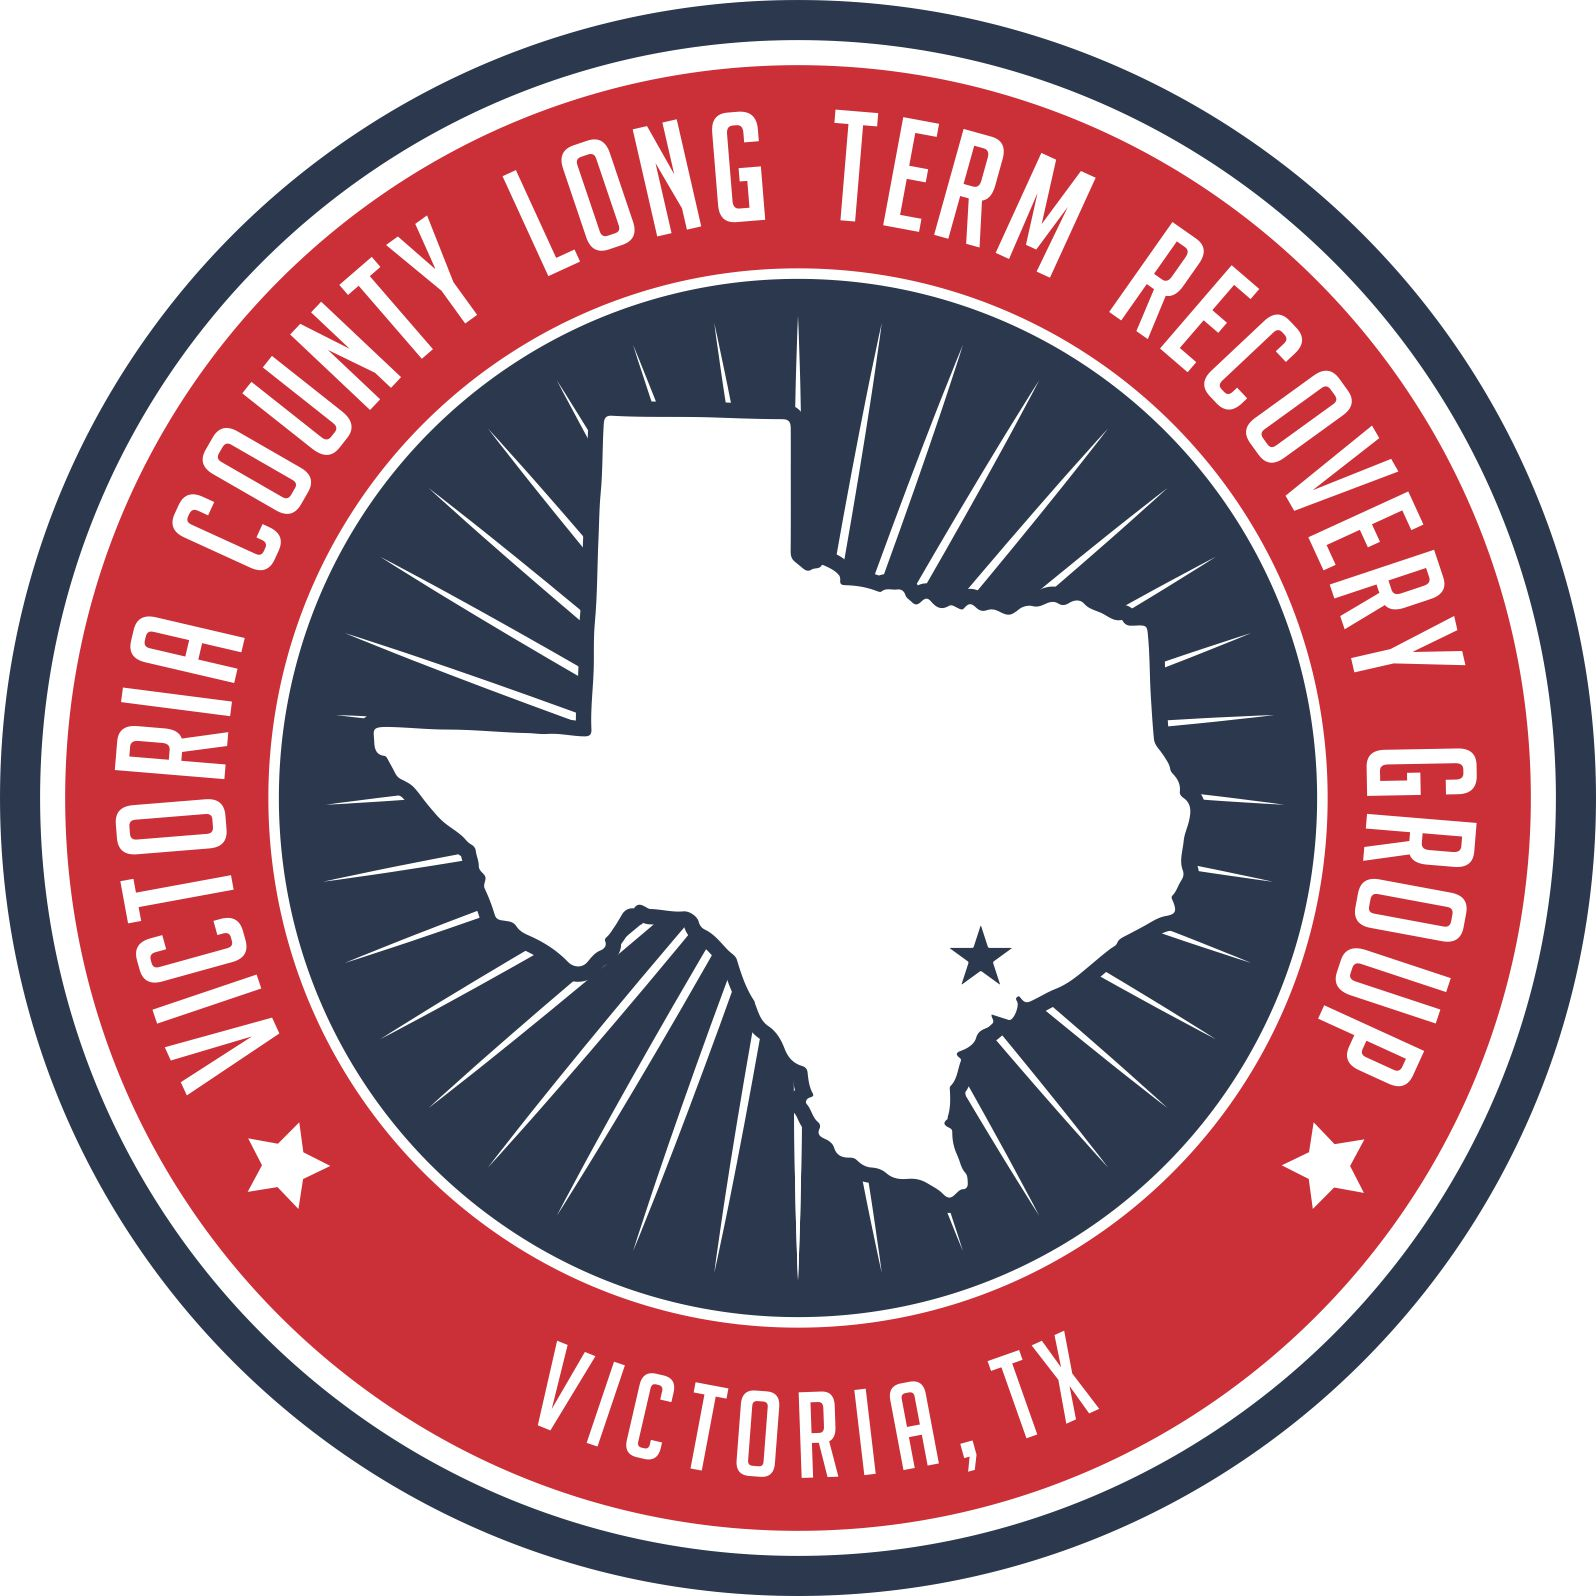 VICTORIA COUNTY LONG TERM RECOVERY GROUP
VICTORIA, TX